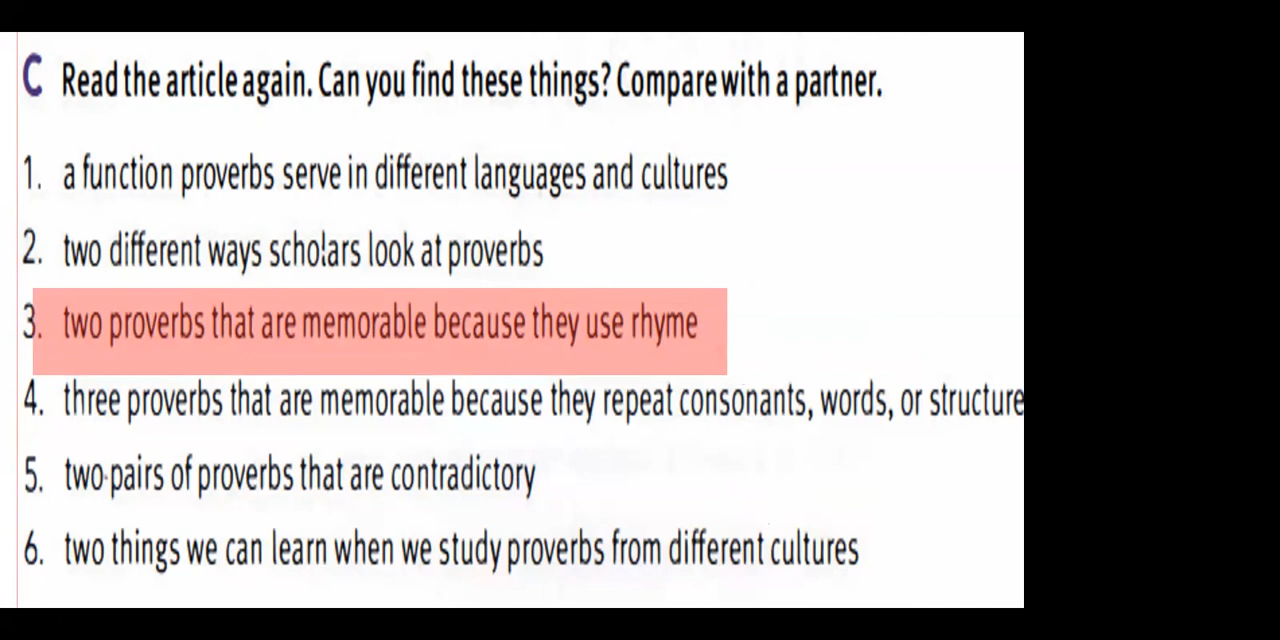 C Read the article again. Can you find these things? Compare with a partner.
1. a function proverbs serve in different languages and cultures
2. two different ways scholars look at proverbs
3. two proverbs that are memorable because they use rhyme
4. three proverbs that are memorable because they repeat consonants, words, or structure
5. two pairs of proverbs that are contradictory
6. two things we can learn when we study proverbs from different cultures